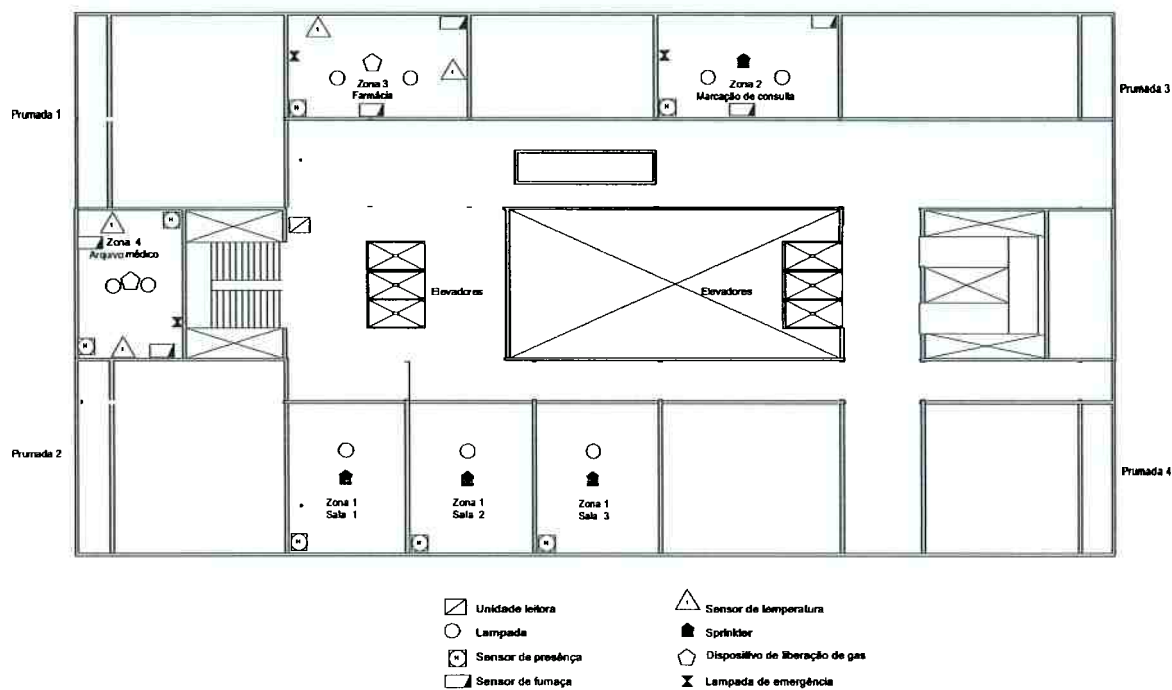 Zona 3
Farmácia
Zona 2
Marcação de consulta
Prumada 1
Prumada 3
Zona 4
Arquivo médico
Elevadores
Elevadores
Prumada 2
Prumada 4
Zona 1
Sala 1
Zona 1
Sala 2
Zona 1
Sala 3
Unidade leitora
Lampada
Sensor de presênça
Sensor de fumaça
Sensor de temperatura
Sprinkler
Dispositivo de liberação de gas
Lampada de emergência